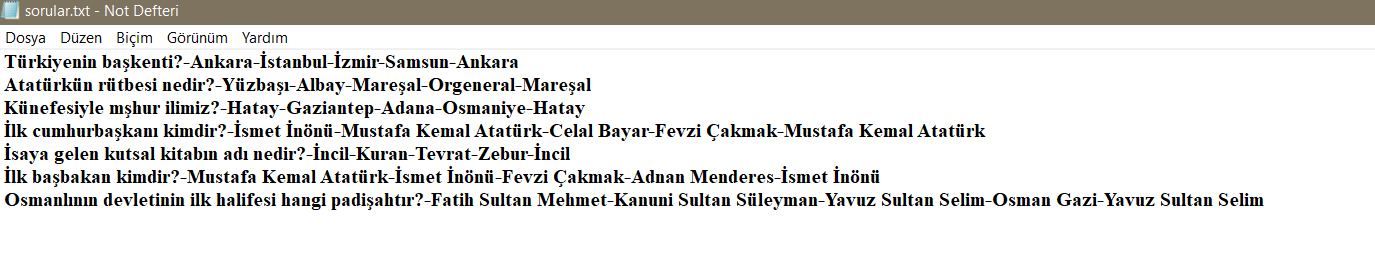 sorular.txt - Not Defteri
Dosya Düzen Biçim Görünüm Yardım
Türkiyenin başkenti?-Ankara-İstanbul-İzmir-Samsun-Ankara
Atatürkün rütbesi nedir?-Yüzbaşı-Albay-Mareşal-Orgeneral-Mareşal
Künefesiyle mşhur ilimiz?-Hatay-Gaziantep-Adana-Osmaniye-Hatay
İlk cumhurbaşkanı kimdir?-İsmet İnönü-Mustafa Kemal Atatürk-Celal Bayar-Fevzi Çakmak-Mustafa Kemal Atatürk
İsaya gelen kutsal kitabın adı nedir?-İncil-Kuran-Tevrat-Zebur-İncil
İlk başbakan kimdir?-Mustafa Kemal Atatürk-İsmet İnönü-Fevzi Çakmak-Adnan Menderes-İsmet İnönü
Osmanlının devletinin ilk halifesi hangi padişahtır?-Fatih Sultan Mehmet-Kanuni Sultan Süleyman-Yavuz Sultan Selim-Osman Gazi-Yavuz Sultan Selim